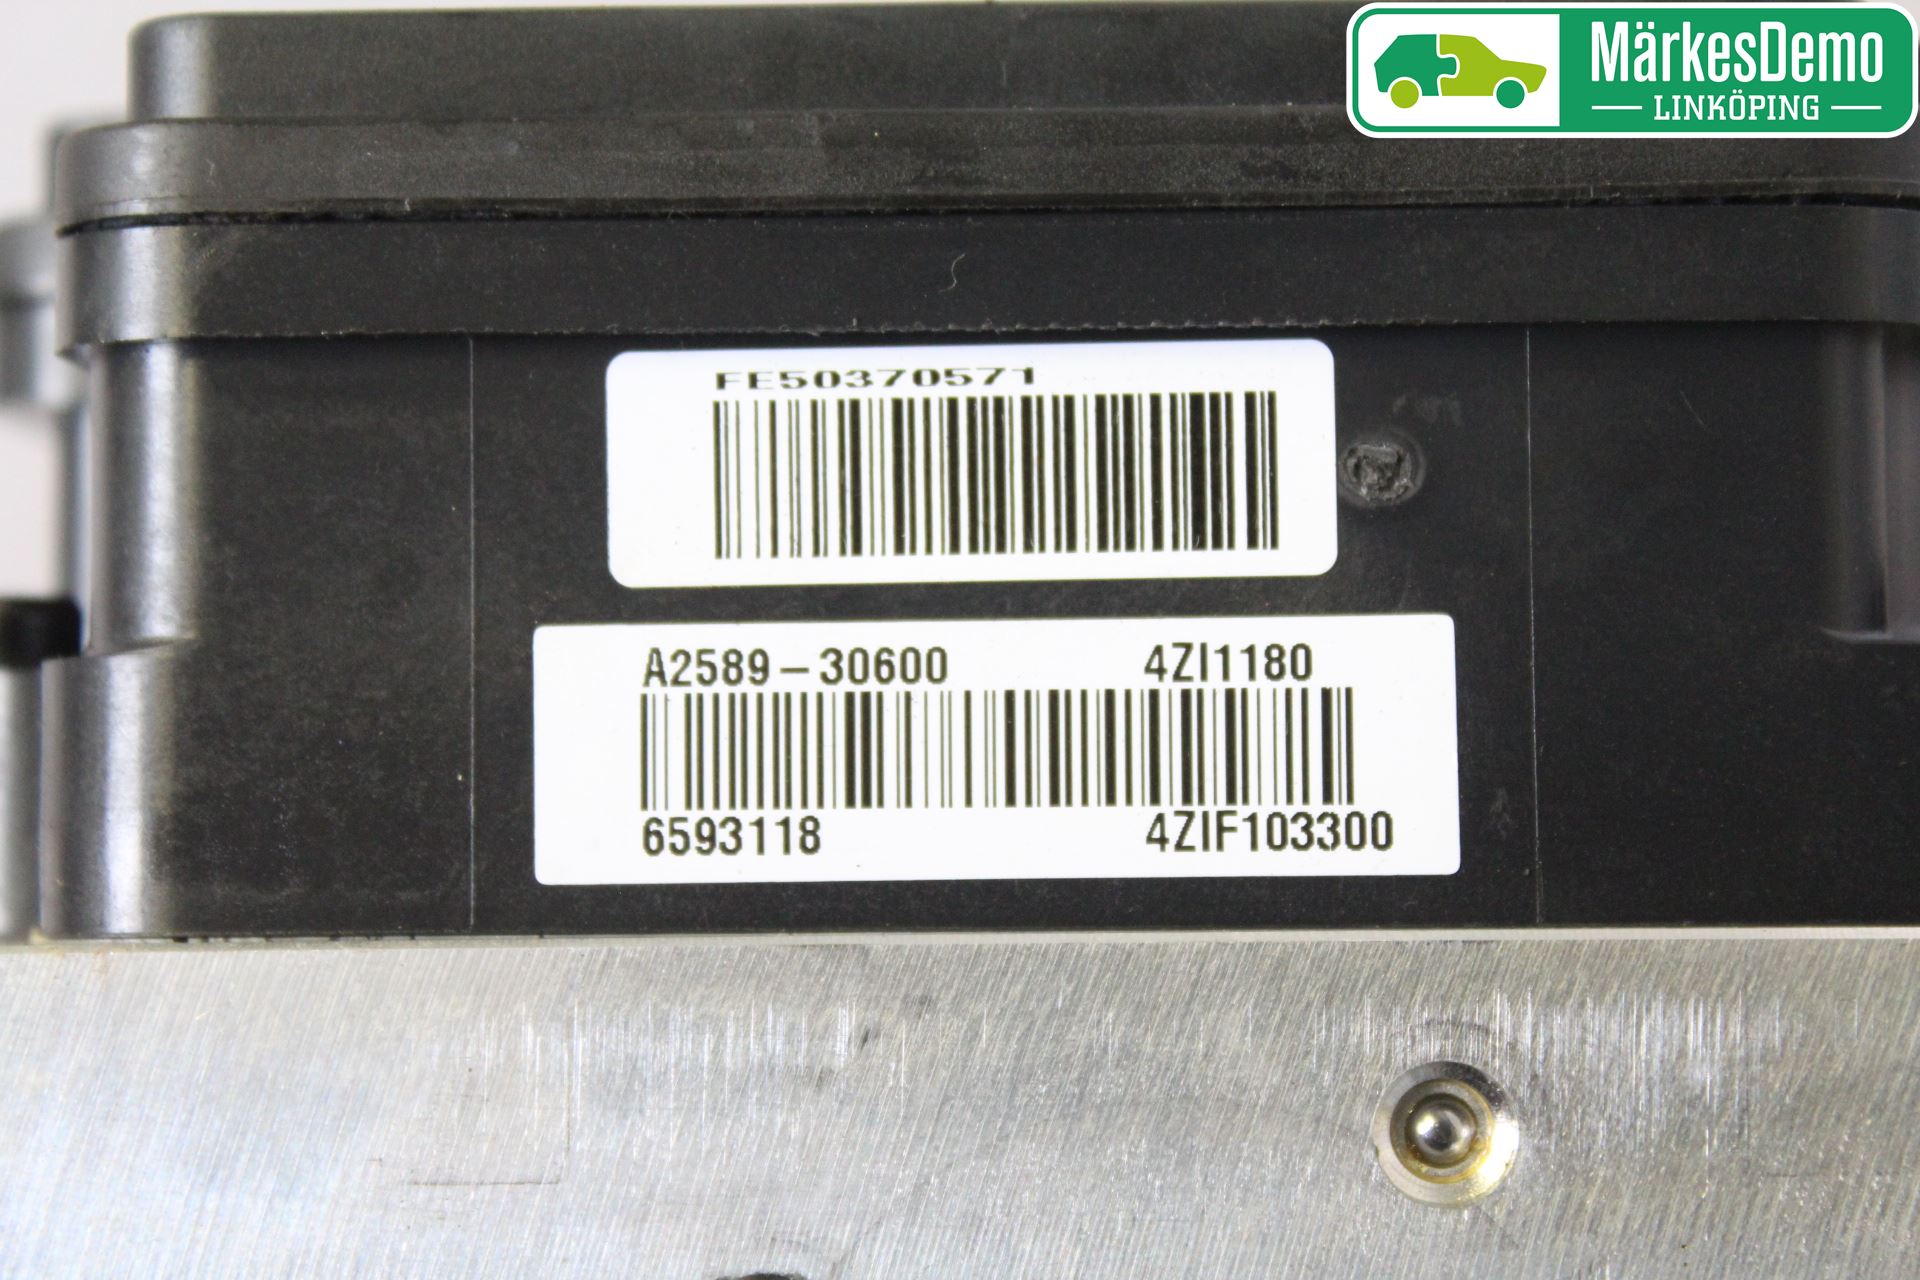 MärkesDemo
LINKÖPING
FE50370571
A2589-30600 4ZI1180
6593118 4ZIF103300